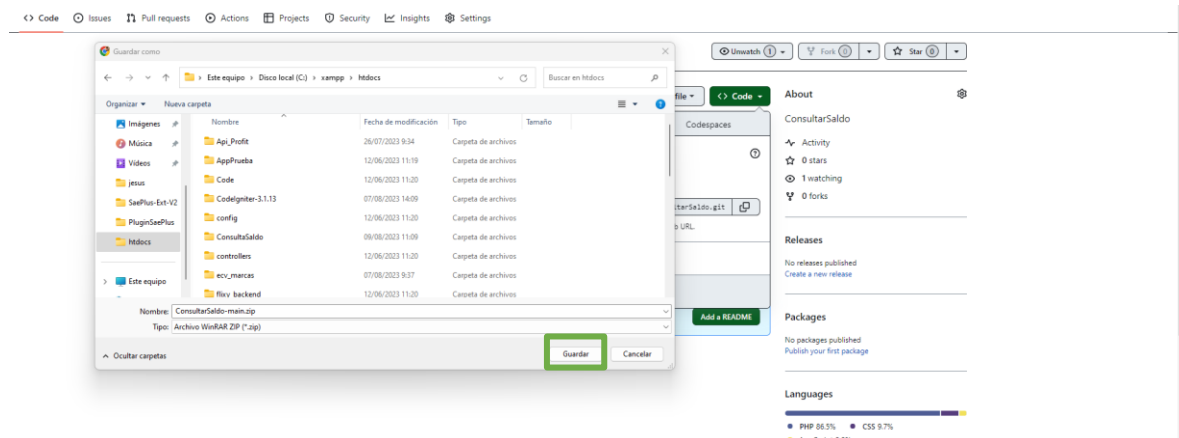 <> Code Issues Pull requests Actions Projects Security Insights Settings
Guardar como
Unwatch 1 Fork 0 Star 0
Este equipo > Disco local (C:) > xampp > htdocs
Buscar en htdocs
Organizar Nueva carpeta
Nombre Fecha de modificación Tipo Tamaño
Imágenes
Música
Vídeos
jesus
SaePlus-Ext-V2
PluginSaePlus
htdocs
Este equipo
Api_Profit 26/07/2023 9:34 Carpeta de archivos
AppPrueba 12/06/2023 11:19 Carpeta de archivos
Code 12/06/2023 11:20 Carpeta de archivos
CodeIgniter-3.1.13 07/08/2023 14:09 Carpeta de archivos
config 12/06/2023 11:20 Carpeta de archivos
ConsultaSaldo 09/08/2023 11:09 Carpeta de archivos
controllers 12/06/2023 11:20 Carpeta de archivos
ecv_marcas 07/08/2023 9:37 Carpeta de archivos
flixy_backend 12/06/2023 11:20 Carpeta de archivos
Nombre: ConsultarSaldo-main.zip
Tipo: Archivo WinRAR ZIP (*.zip)
Ocultar carpetas
Guardar Cancelar
file <> Code
Codespaces
tarSaldo.git
URL.
Add a README
About
ConsultarSaldo
Activity
0 stars
1 watching
0 forks
Releases
No releases published
Create a new release
Packages
No packages published
Publish your first package
Languages
PHP 86.5% CSS 9.7%